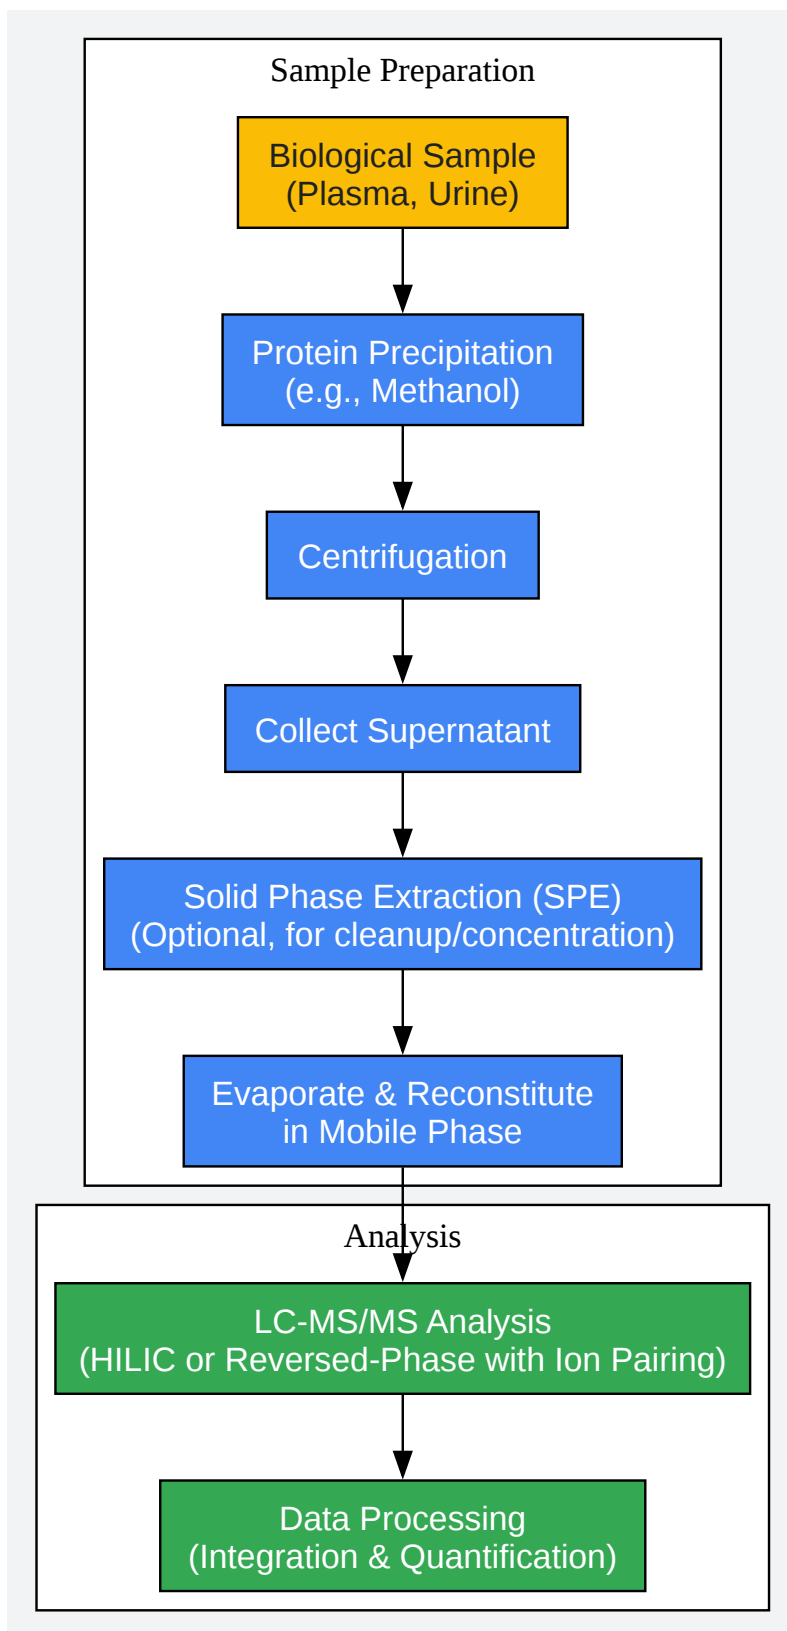 Sample Preparation
Biological Sample
(Plasma, Urine)
Protein Precipitation
(e.g., Methanol)
Centrifugation
Collect Supernatant
Solid Phase Extraction (SPE)
(Optional, for cleanup/concentration)
Evaporate & Reconstitute
in Mobile Phase
Analysis
LC-MS/MS Analysis
(HILIC or Reversed-Phase with Ion Pairing)
Data Processing
(Integration & Quantification)